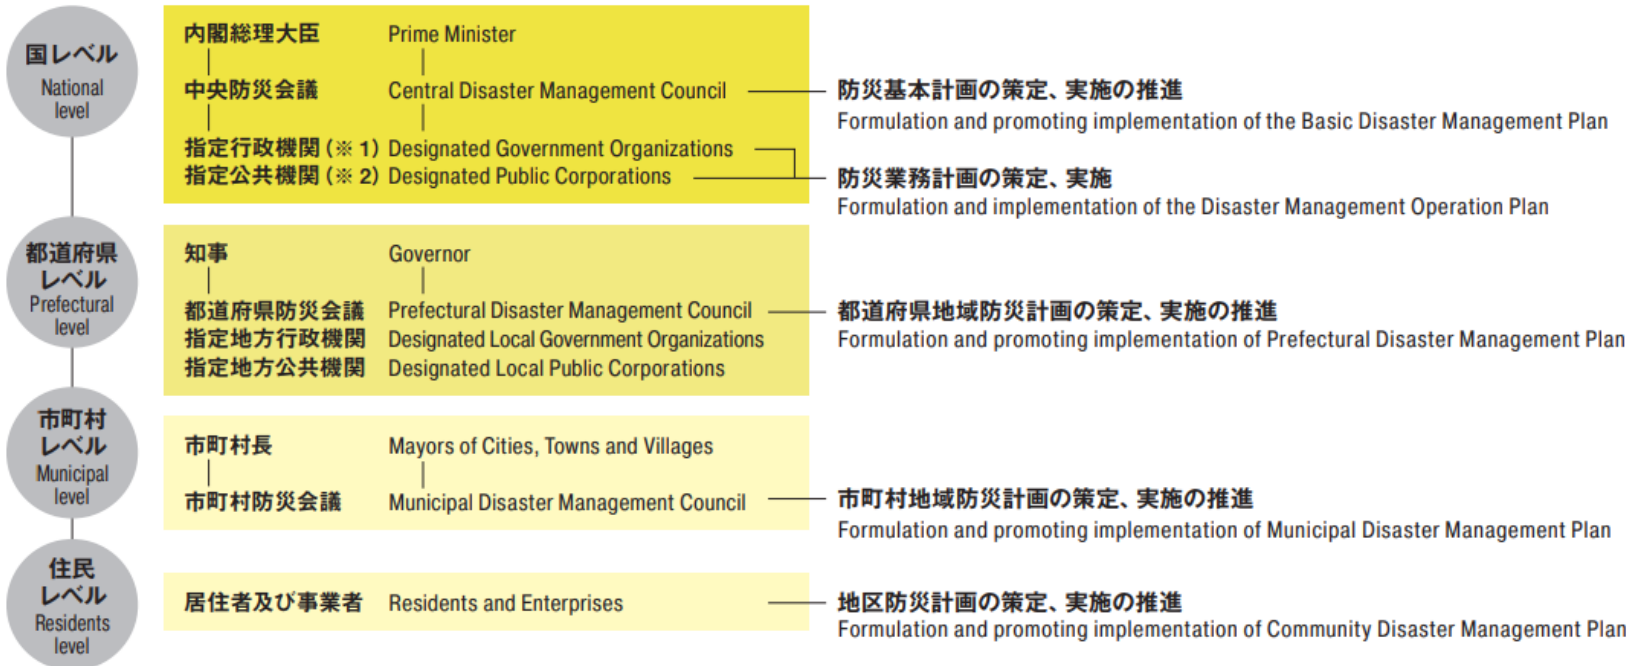 国レベル
National
level
内閣総理大臣 Prime Minister
中央防災会議 Central Disaster Management Council
防災基本計画の策定、実施の推進
Formulation and promoting implementation of the Basic Disaster Management Plan
指定行政機関(※1) Designated Government Organizations
指定公共機関(※2) Designated Public Corporations
防災業務計画の策定、実施
Formulation and implementation of the Disaster Management Operation Plan
都道府県
レベル
Prefectural
level
知事 Governor
都道府県防災会議 Prefectural Disaster Management Council
指定地方行政機関 Designated Local Government Organizations
指定地方公共機関 Designated Local Public Corporations
都道府県地域防災計画の策定、実施の推進
Formulation and promoting implementation of Prefectural Disaster Management Plan
市町村
レベル
Municipal
level
市町村長 Mayors of Cities, Towns and Villages
市町村防災会議 Municipal Disaster Management Council
市町村地域防災計画の策定、実施の推進
Formulation and promoting implementation of Municipal Disaster Management Plan
住民
レベル
Residents
level
居住者及び事業者 Residents and Enterprises
地区防災計画の策定、実施の推進
Formulation and promoting implementation of Community Disaster Management Plan